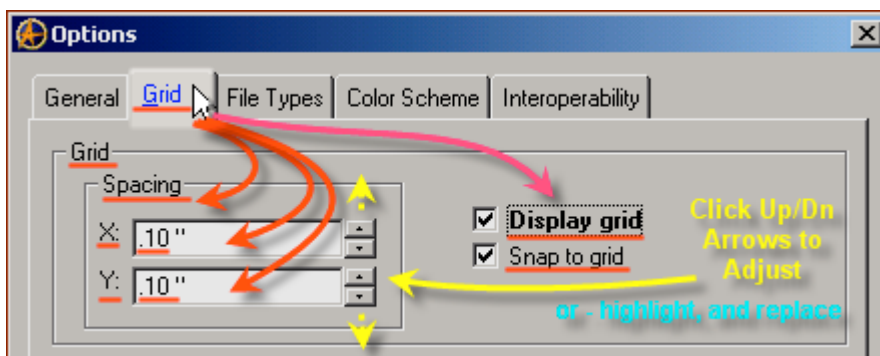 Options
General Grid File Types Color Scheme Interoperability
Grid
Spacing
X: .10 "
Y: .10 "
Display grid
Snap to grid
Click Up/Dn
Arrows to
Adjust
or - highlight, and replace